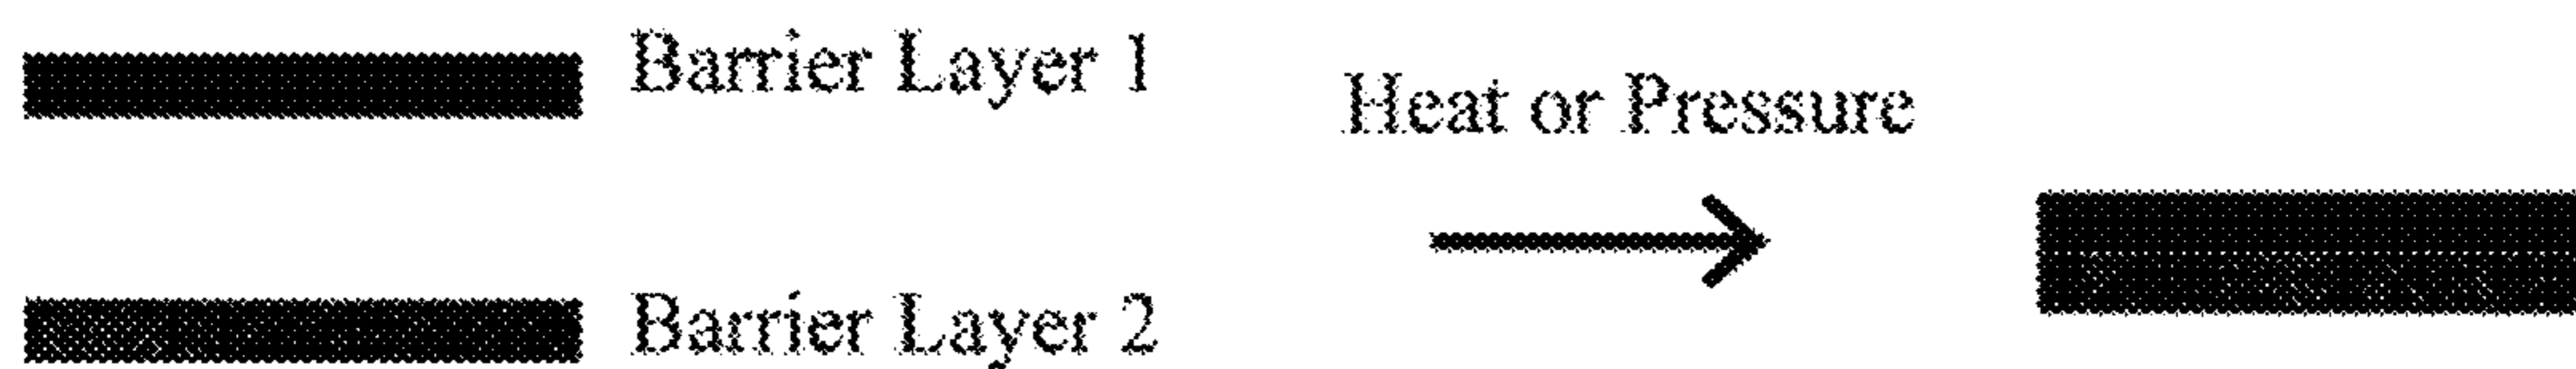 Barrier Layer 1
Heat or Pressure
Barrier Layer 2